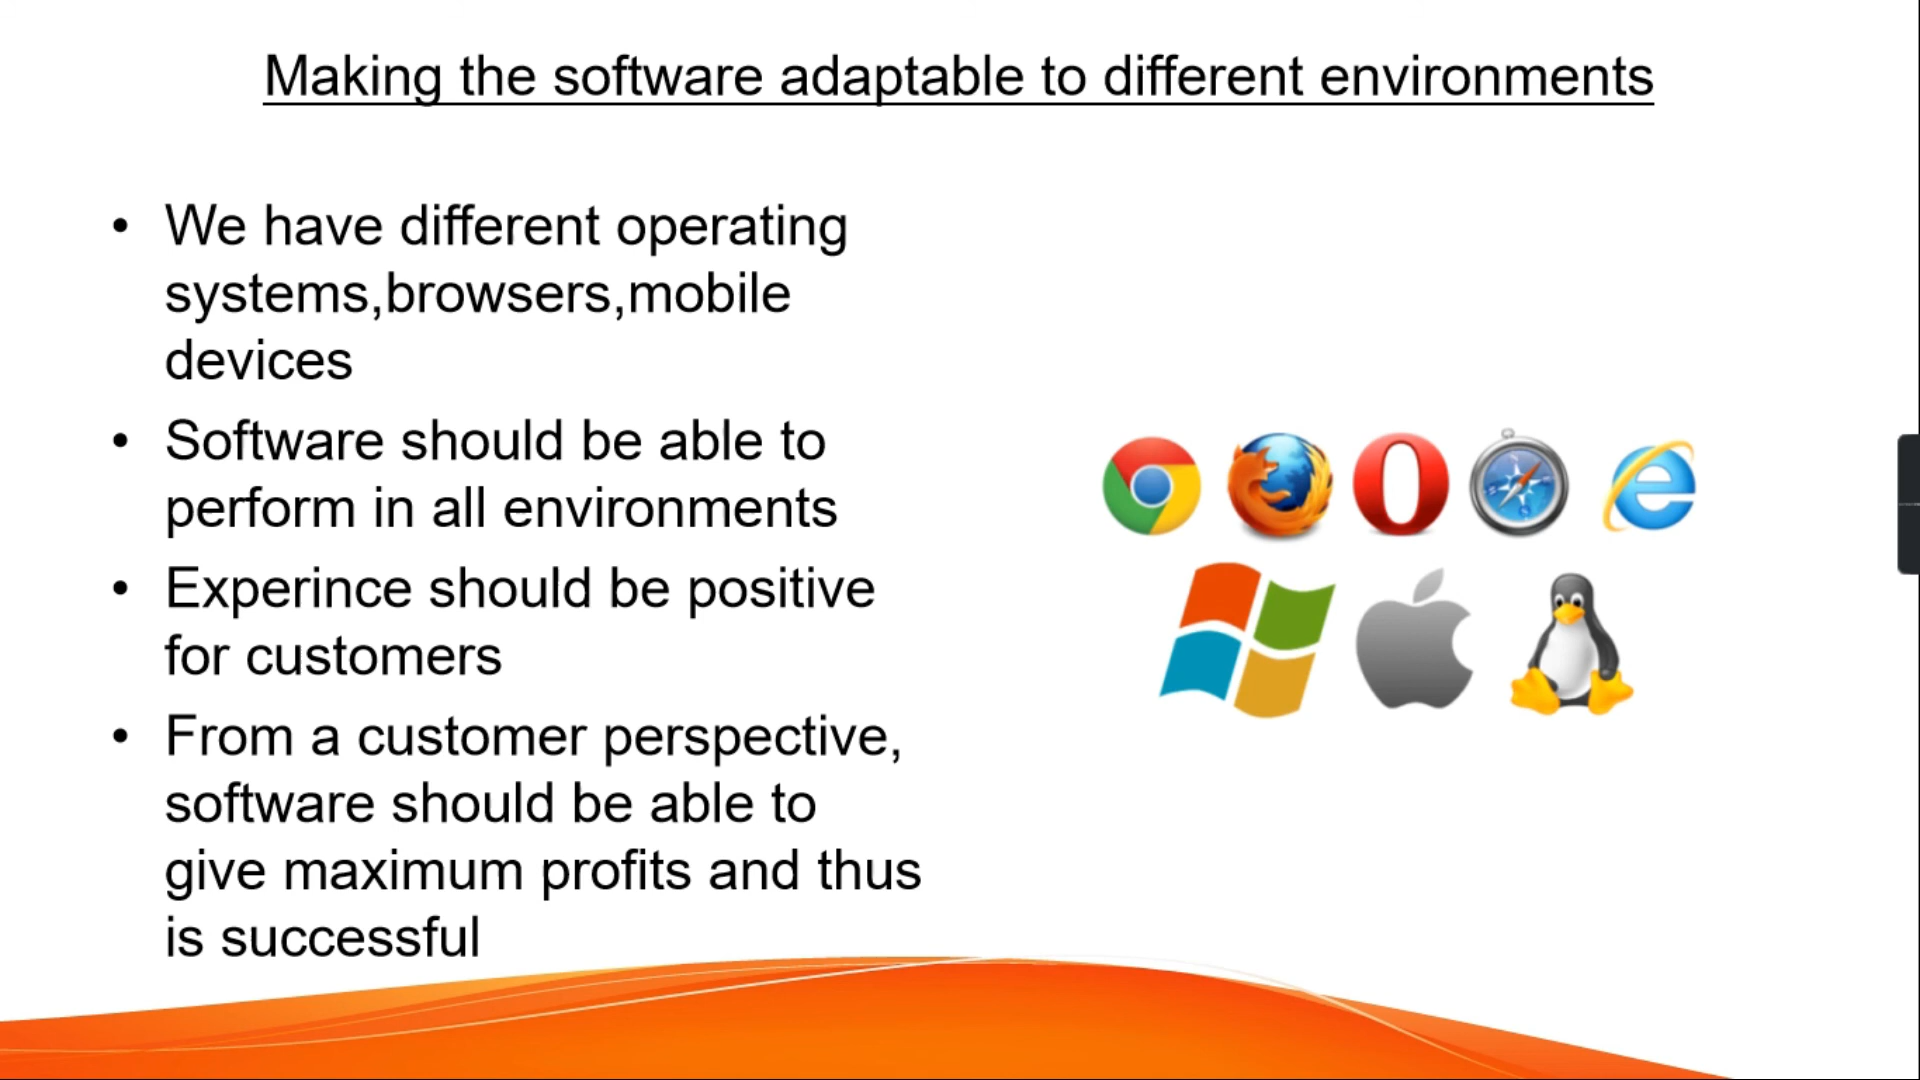 Making the software adaptable to different environments
• We have different operating
systems,browsers,mobile
devices
• Software should be able to
perform in all environments
• Experince should be positive
for customers
• From a customer perspective,
software should be able to
give maximum profits and thus
is successful